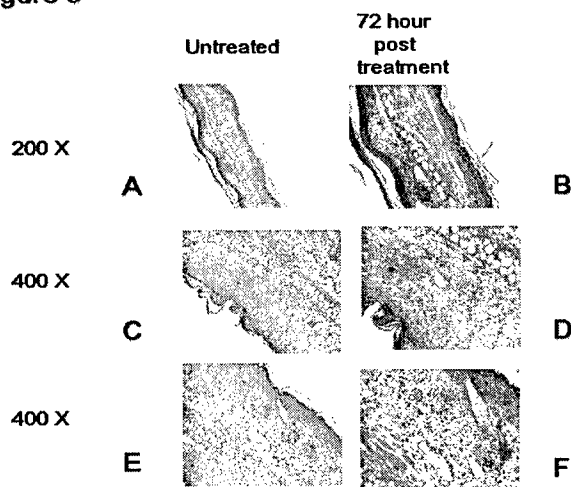 Untreated
72 hour
post
treatment
200 X
A
B
400 X
C
D
400 X
E
F